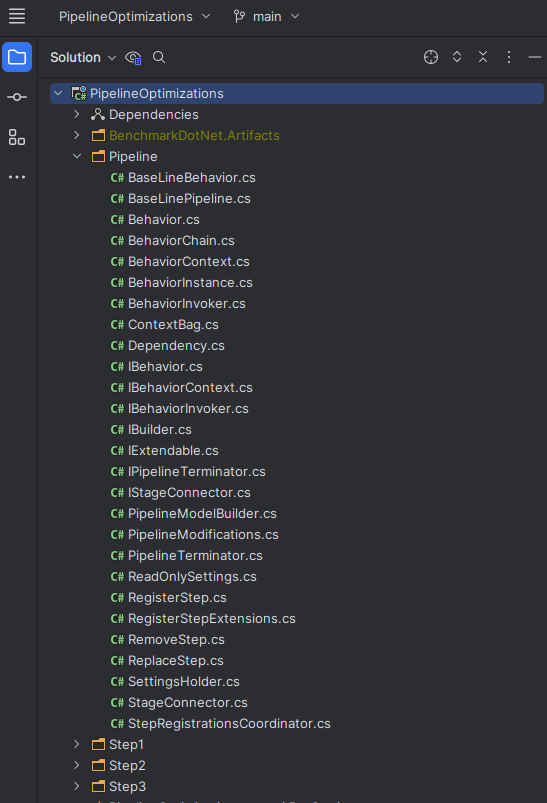 PipelineOptimizations main
Solution
C# PipelineOptimizations
Dependencies
BenchmarkDotNet.Artifacts
Pipeline
C# BaseLineBehavior.cs
C# BaseLinePipeline.cs
C# Behavior.cs
C# BehaviorChain.cs
C# BehaviorContext.cs
C# BehaviorInstance.cs
C# BehaviorInvoker.cs
C# ContextBag.cs
C# Dependency.cs
C# IBehavior.cs
C# IBehaviorContext.cs
C# IBehaviorInvoker.cs
C# IBuilder.cs
C# IExtendable.cs
C# IPipelineTerminator.cs
C# IStageConnector.cs
C# PipelineModelBuilder.cs
C# PipelineModifications.cs
C# PipelineTerminator.cs
C# ReadOnlySettings.cs
C# RegisterStep.cs
C# RegisterStepExtensions.cs
C# RemoveStep.cs
C# ReplaceStep.cs
C# SettingsHolder.cs
C# StageConnector.cs
C# StepRegistrationsCoordinator.cs
Step1
Step2
Step3